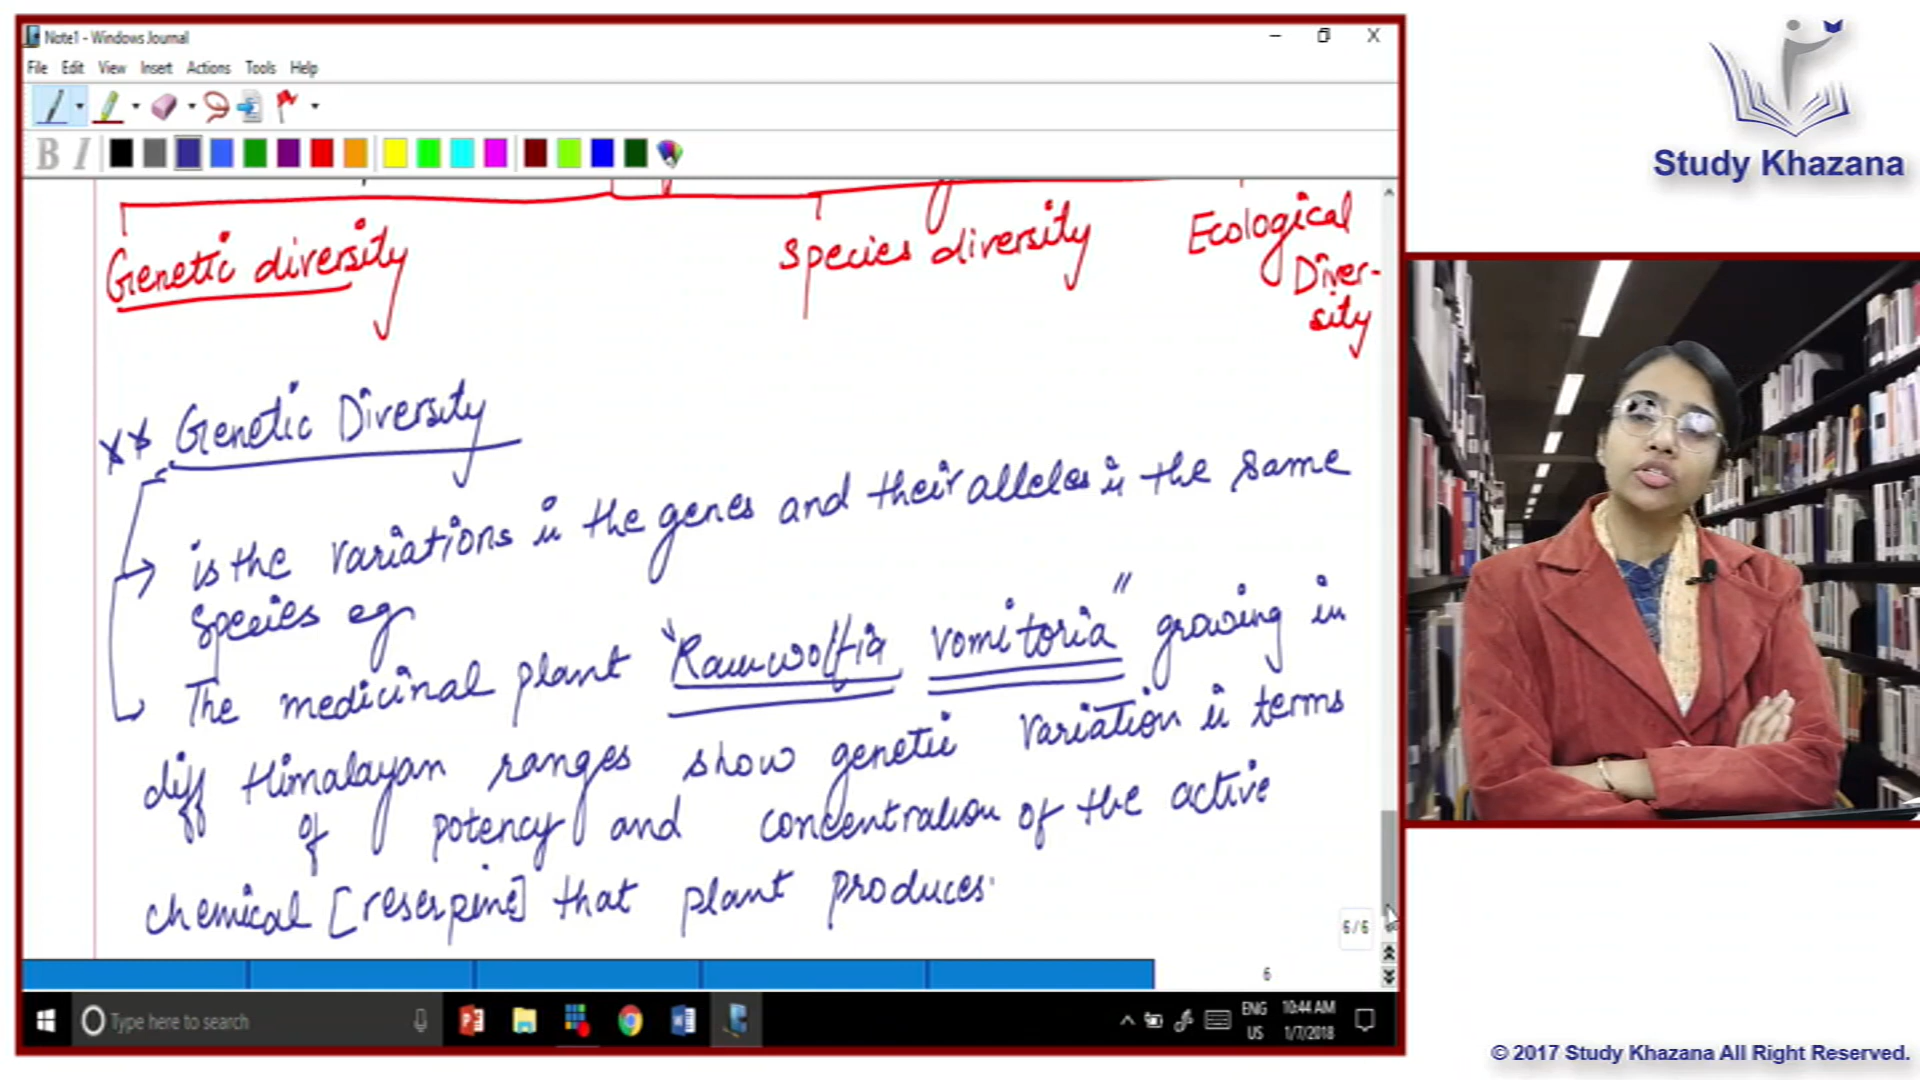 Note1 - Windows Journal
File Edit View Insert Actions Tools Help
B I
Study Khazana
Genetic diversity
Species diversity
Ecological
Diver-
sity
** Genetic Diversity
→ is the variations in the genes and their alleles in the same
species eg
The medicinal plant "Rauwolfia vomitoria" growing in
diff Himalayan ranges show genetic variation in terms
of potency and concentration of the active
chemical [reserpine] that plant produces.
6 / 6
6
Type here to search
ENG
US
10:44 AM
1/7/2018
© 2017 Study Khazana All Right Reserved.